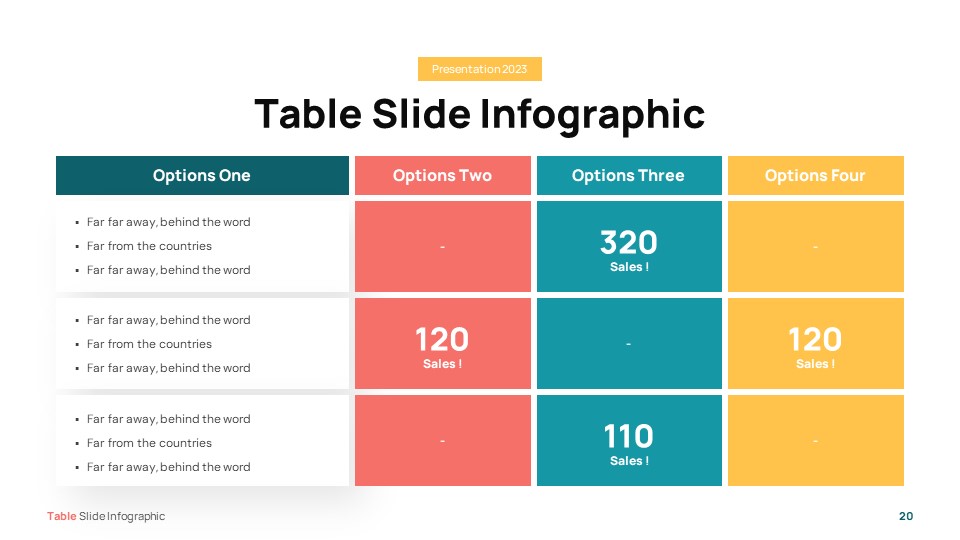 Presentation 2023
Table Slide Infographic
Options One
Options Two
Options Three
Options Four
▪ Far far away, behind the word
▪ Far from the countries
▪ Far far away, behind the word
-
320
Sales !
-
▪ Far far away, behind the word
▪ Far from the countries
▪ Far far away, behind the word
120
Sales !
-
120
Sales !
▪ Far far away, behind the word
▪ Far from the countries
▪ Far far away, behind the word
-
110
Sales !
-
Table Slide Infographic
20